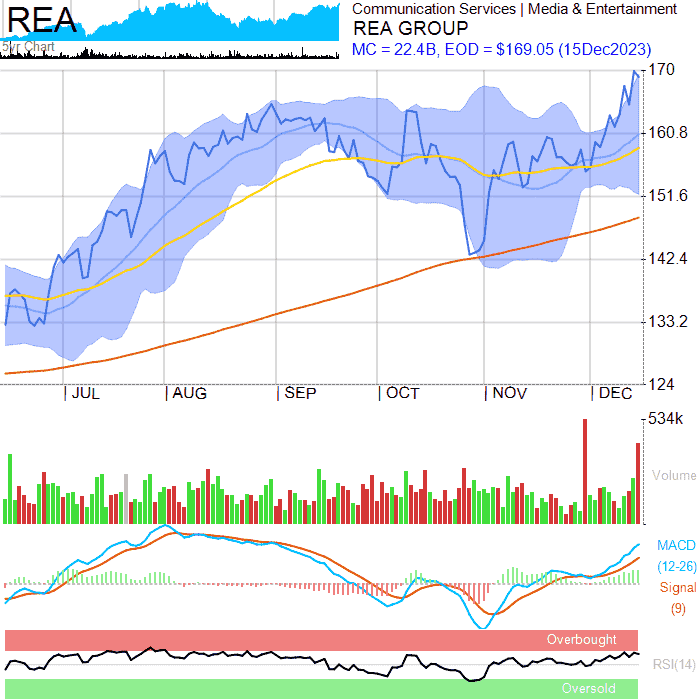 REA
5yr Chart
Communication Services | Media & Entertainment
REA GROUP
MC = 22.4B, EOD = $169.05 (15Dec2023)
170
160.8
151.6
142.4
133.2
124
JUL
AUG
SEP
OCT
NOV
DEC
534k
Volume
MACD
(12-26)
Signal
(9)
Overbought
RSI(14)
Oversold